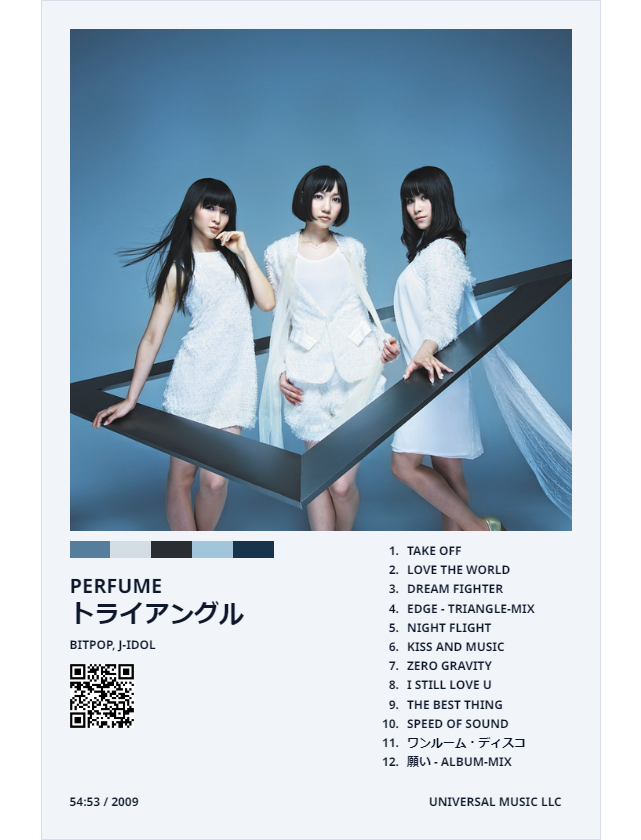 PERFUME
トライアングル
BITPOP, J-IDOL
1. TAKE OFF
2. LOVE THE WORLD
3. DREAM FIGHTER
4. EDGE - TRIANGLE-MIX
5. NIGHT FLIGHT
6. KISS AND MUSIC
7. ZERO GRAVITY
8. I STILL LOVE U
9. THE BEST THING
10. SPEED OF SOUND
11. ワンルーム・ディスコ
12. 願い - ALBUM-MIX
54:53 / 2009
UNIVERSAL MUSIC LLC